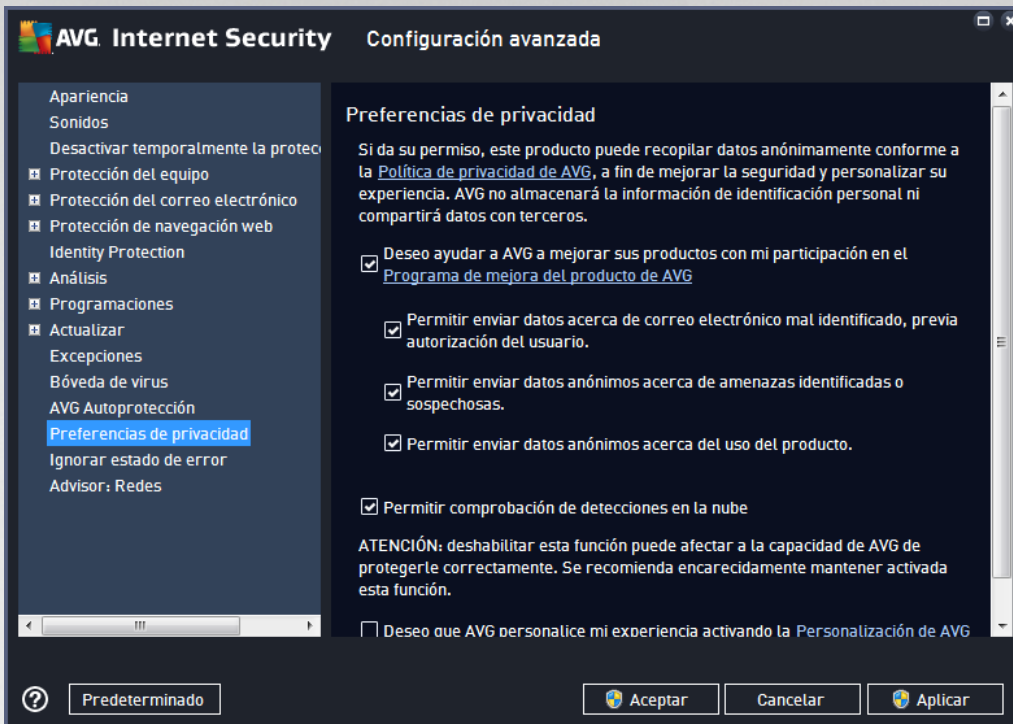 AVG. Internet Security Configuración avanzada
Apariencia
Sonidos
Desactivar temporalmente la protec
Protección del equipo
Protección del correo electrónico
Protección de navegación web
Identity Protection
Análisis
Programaciones
Actualizar
Excepciones
Bóveda de virus
AVG Autoprotección
Preferencias de privacidad
Ignorar estado de error
Advisor: Redes
Preferencias de privacidad
Si da su permiso, este producto puede recopilar datos anónimamente conforme a
la Política de privacidad de AVG, a fin de mejorar la seguridad y personalizar su
experiencia. AVG no almacenará la información de identificación personal ni
compartirá datos con terceros.
Deseo ayudar a AVG a mejorar sus productos con mi participación en el
Programa de mejora del producto de AVG
Permitir enviar datos acerca de correo electrónico mal identificado, previa
autorización del usuario.
Permitir enviar datos anónimos acerca de amenazas identificadas o
sospechosas.
Permitir enviar datos anónimos acerca del uso del producto.
Permitir comprobación de detecciones en la nube
ATENCIÓN: deshabilitar esta función puede afectar a la capacidad de AVG de
protegerle correctamente. Se recomienda encarecidamente mantener activada
esta función.
Deseo que AVG personalice mi experiencia activando la Personalización de AVG
? Predeterminado Aceptar Cancelar Aplicar